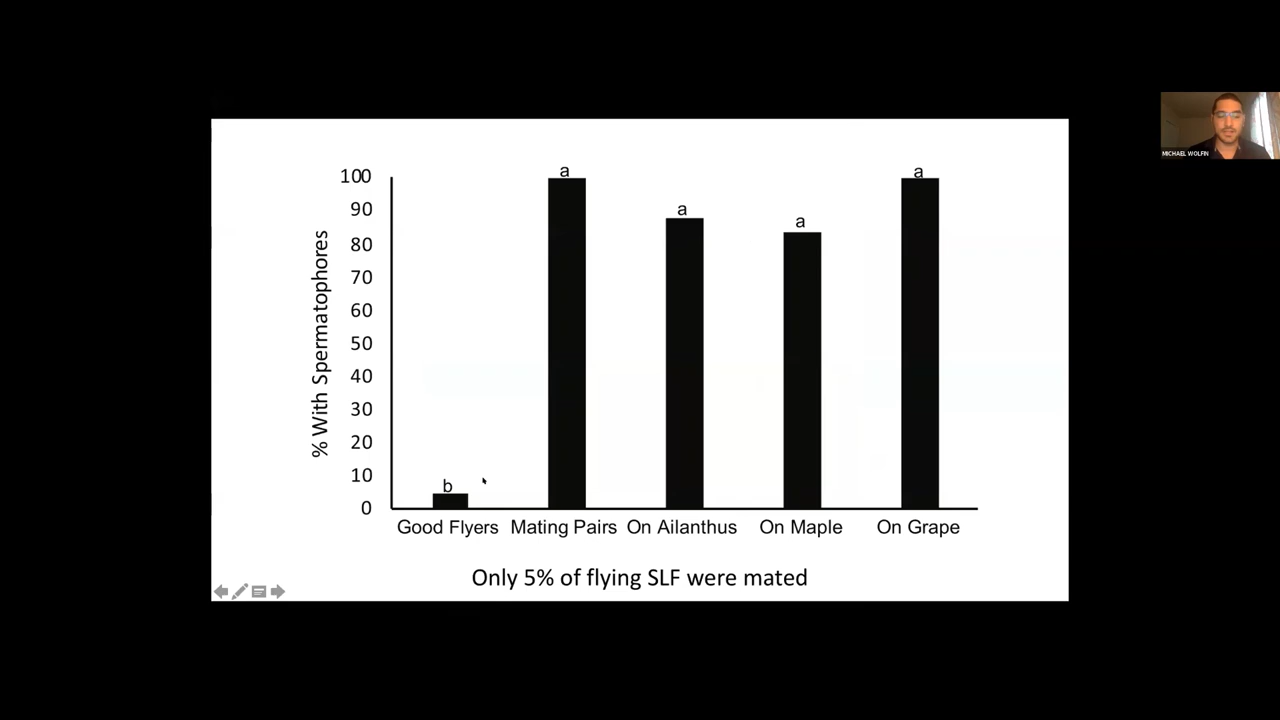 MICHAEL WOLFIN
% With Spermatophores
100
90
80
70
60
50
40
30
20
10
0
b
a
a
a
a
Good Flyers Mating Pairs On Ailanthus On Maple On Grape
Only 5% of flying SLF were mated